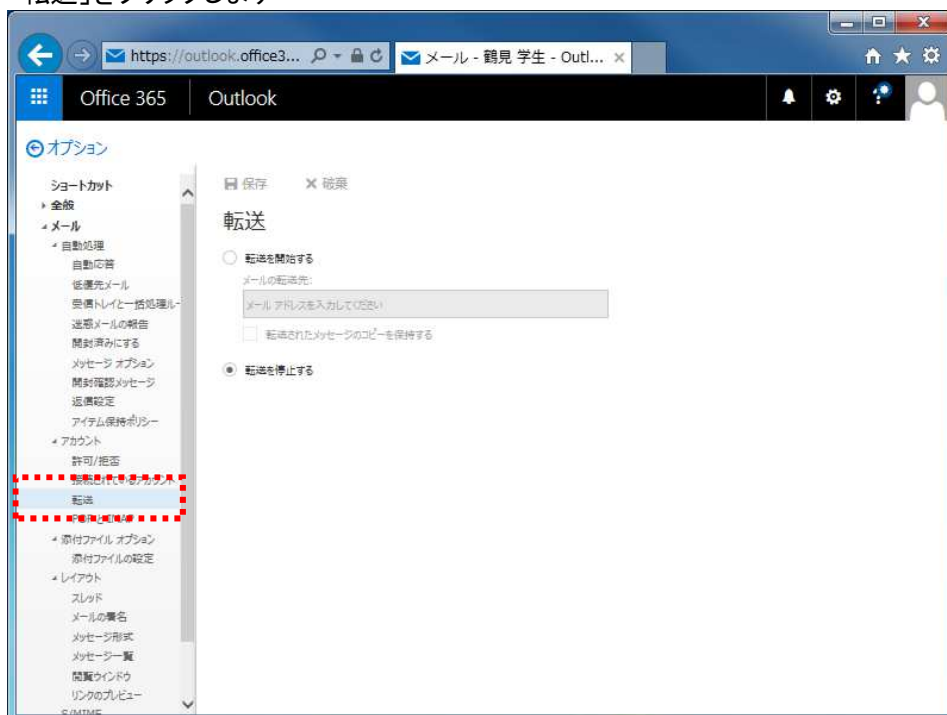 転送」をクリックします
https://outlook.office3...
メール - 鶴見 学生 - Outl...
Office 365 Outlook
オプション
保存 破棄
転送
転送を開始する
メールの転送先:
メール アドレスを入力してください
転送されたメッセージのコピーを保持する
転送を停止する
ショートカット
全般
メール
自動処理
自動応答
低優先メール
受信トレイと一括処理ルー
迷惑メールの報告
開封済みにする
メッセージ オプション
開封確認メッセージ
返信設定
アイテム保持ポリシー
アカウント
許可/拒否
接続されているアカウント
転送
POP と IMAP
添付ファイル オプション
添付ファイルの設定
レイアウト
スレッド
メールの署名
メッセージ形式
メッセージ一覧
閲覧ウィンドウ
リンクのプレビュー
S/MIME